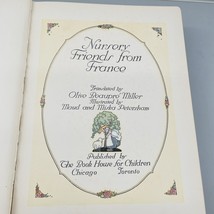 Nursery
Friends from
France
Translated by
Olive Beaupré Miller
Illustrated by
Maud and Miska Petersham
Published by
The Book House for Children
Chicago Toronto